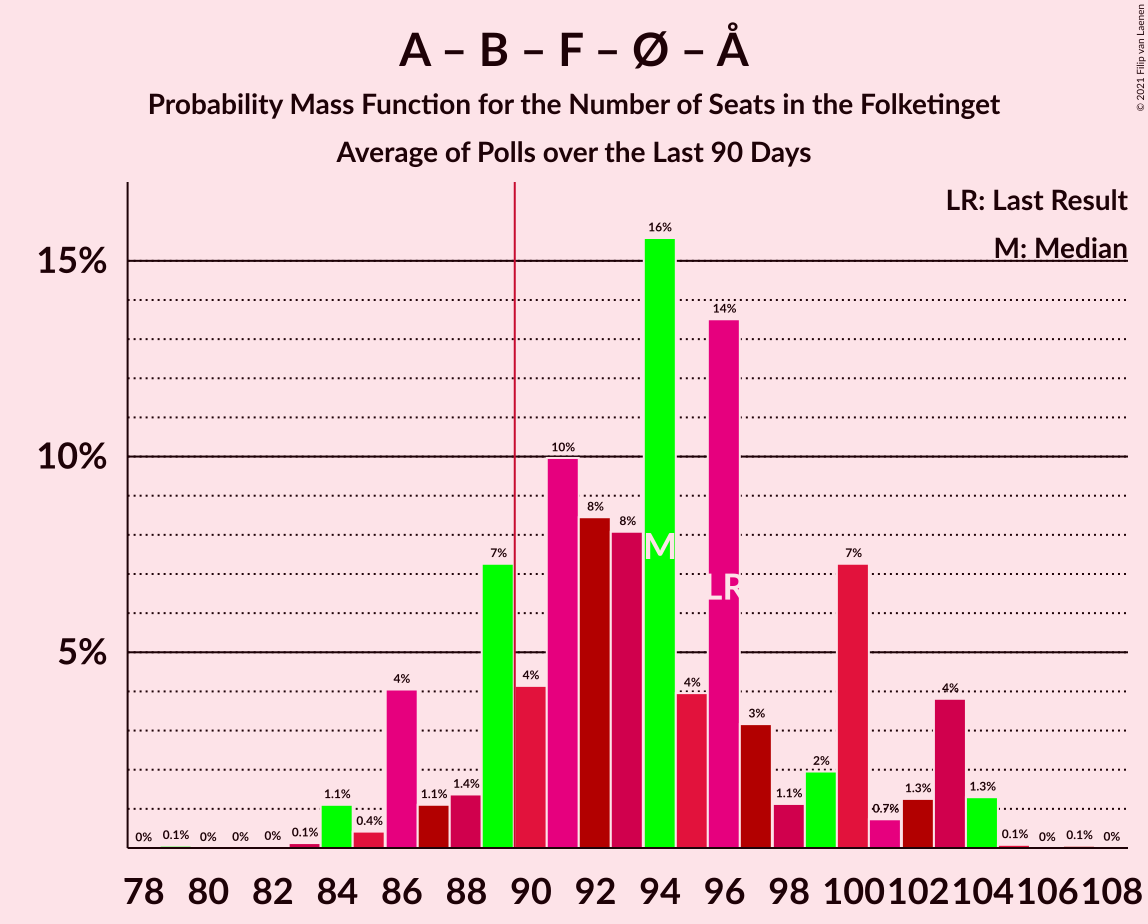 © 2021 Filip van Laenen
A – B – F – Ø – Å
Probability Mass Function for the Number of Seats in the Folketinget
Average of Polls over the Last 90 Days
LR: Last Result
M: Median
15%
10%
5%
0% 0.1% 0% 0% 0% 0.1% 1.1% 0.4% 4% 1.1% 1.4% 7% 4% 10% 8% 8% 16% 4% 14% 3% 1.1% 2% 7% 0.7% 1.3% 4% 1.3% 0.1% 0% 0.1% 0%
M
LR
78 80 82 84 86 88 90 92 94 96 98 100 102 104 106 108